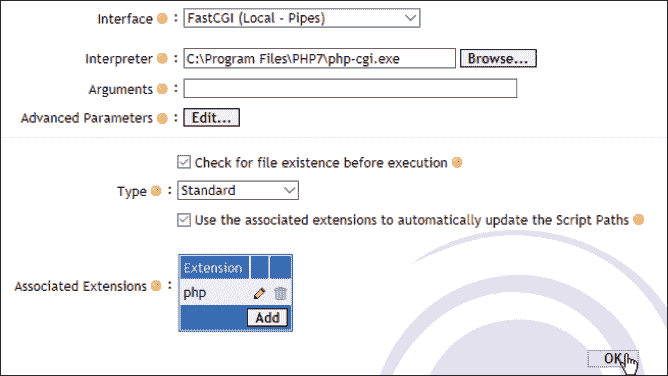 Interface : FastCGI (Local - Pipes)
Interpreter : C:\Program Files\PHP7\php-cgi.exe Browse...
Arguments :
Advanced Parameters : Edit...
Check for file existence before execution
Type : Standard
Use the associated extensions to automatically update the Script Paths
Extension
Associated Extensions : php
Add
OK